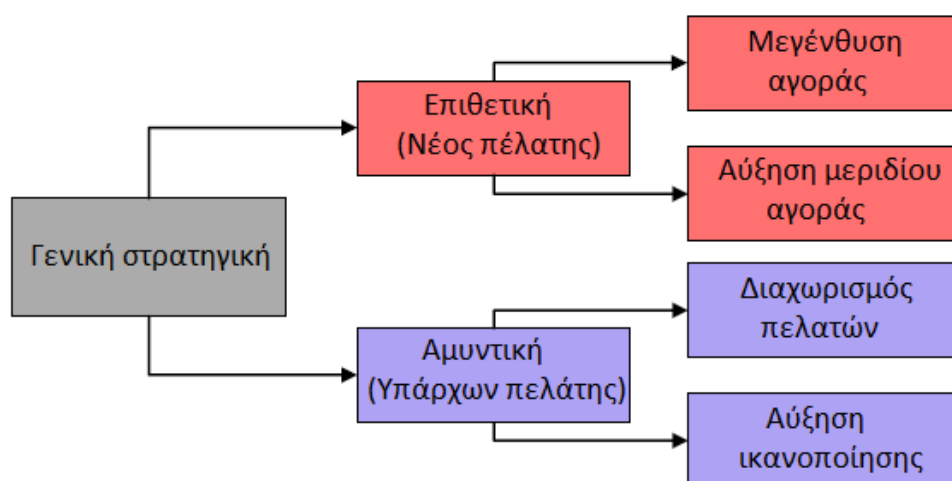 Γενική στρατηγική
Επιθετική
(Νέος πέλατης)
Μεγένθυση
αγοράς
Αύξηση μεριδίου
αγοράς
Αμυντική
(Υπάρχων πελάτης)
Διαχωρισμός
πελατών
Αύξηση
ικανοποίησης